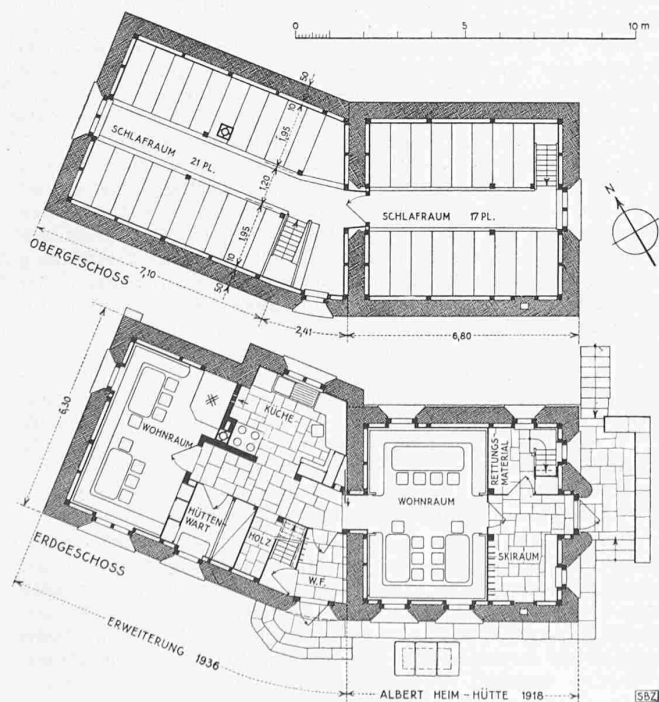 0 5 10 m
50
10
1,95
SCHLAFRAUM 21 PL.
1,20
SCHLAFRAUM 17 PL.
N
1,95
10
50
OBERGESCHOSS
7,10
2,41
6,80
6,30
KÜCHE
WOHNRAUM
RETTUNGS-
MATERIAL
WOHNRAUM
HÜTTEN-
WART
HOLZ
SKIRAUM
W.F.
ERDGESCHOSS
ERWEITERUNG 1936
ALBERT HEIM-HÜTTE 1918
SBZ